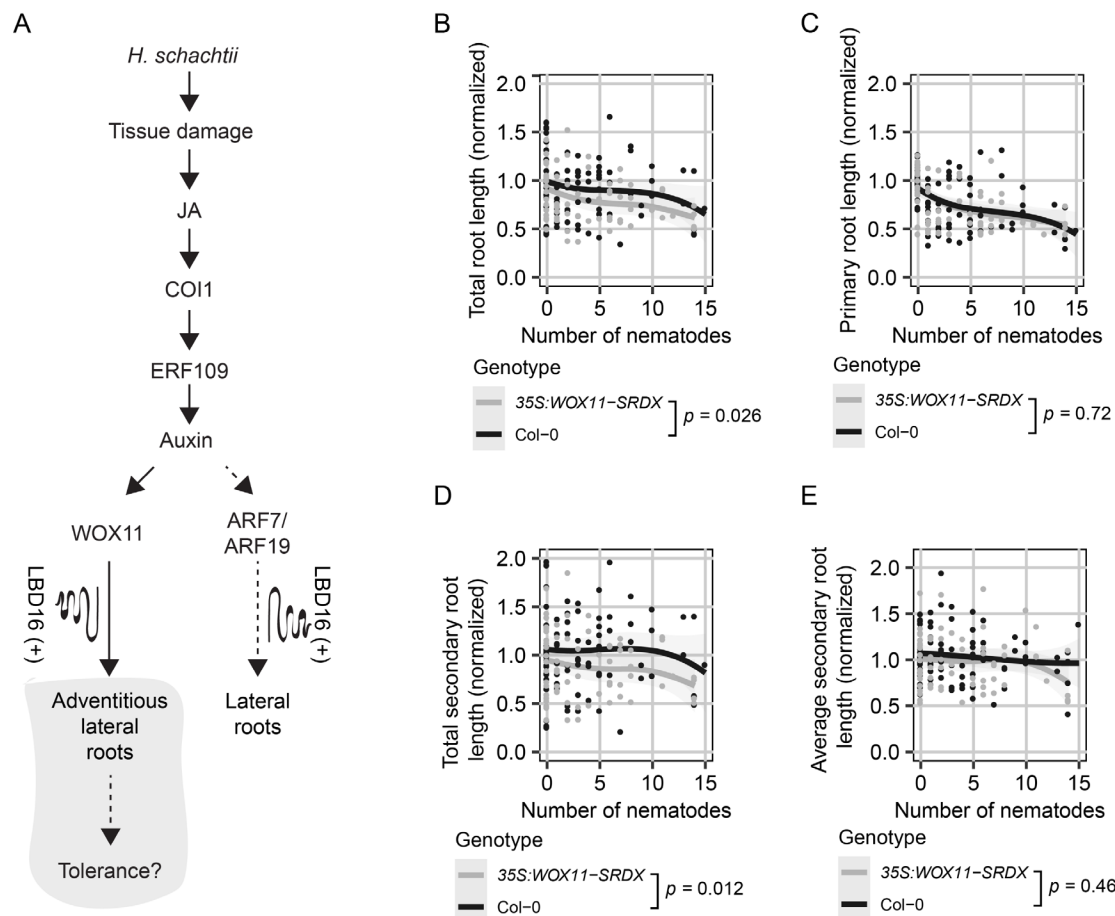 A
H. schachtii
Tissue damage
JA
COI1
ERF109
Auxin
WOX11
ARF7/
ARF19
LBD16 (+)
LBD16 (+)
Adventitious
lateral
roots
Lateral
roots
Tolerance?
B
Total root length (normalized)
2.0
1.5
1.0
0.5
0.0
0 5 10 15
Number of nematodes
Genotype
35S:WOX11−SRDX
Col−0
p = 0.026
C
Primary root length (normalized)
2.0
1.5
1.0
0.5
0.0
0 5 10 15
Number of nematodes
Genotype
35S:WOX11−SRDX
Col−0
p = 0.72
D
Total secondary root
length (normalized)
2.0
1.5
1.0
0.5
0.0
0 5 10 15
Number of nematodes
Genotype
35S:WOX11−SRDX
Col−0
p = 0.012
E
Average secondary root
length (normalized)
2.0
1.5
1.0
0.5
0.0
0 5 10 15
Number of nematodes
Genotype
35S:WOX11−SRDX
Col−0
p = 0.46